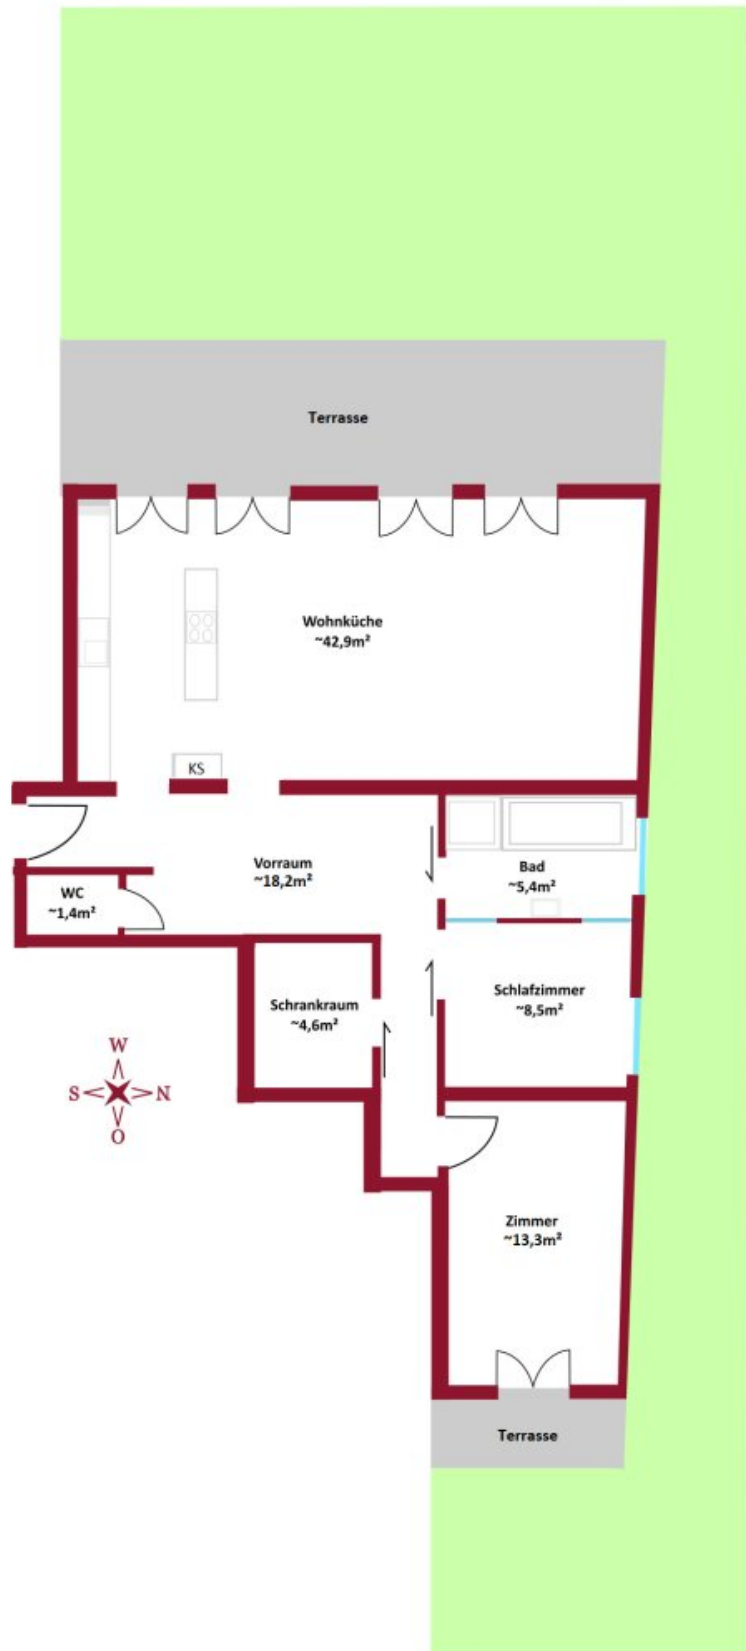 Terrasse
Wohnküche
~42,9m²
KS
Vorraum
~18,2m²
Bad
~5,4m²
WC
~1,4m²
Schrankraum
~4,6m²
Schlafzimmer
~8,5m²
W
S N
O
Zimmer
~13,3m²
Terrasse